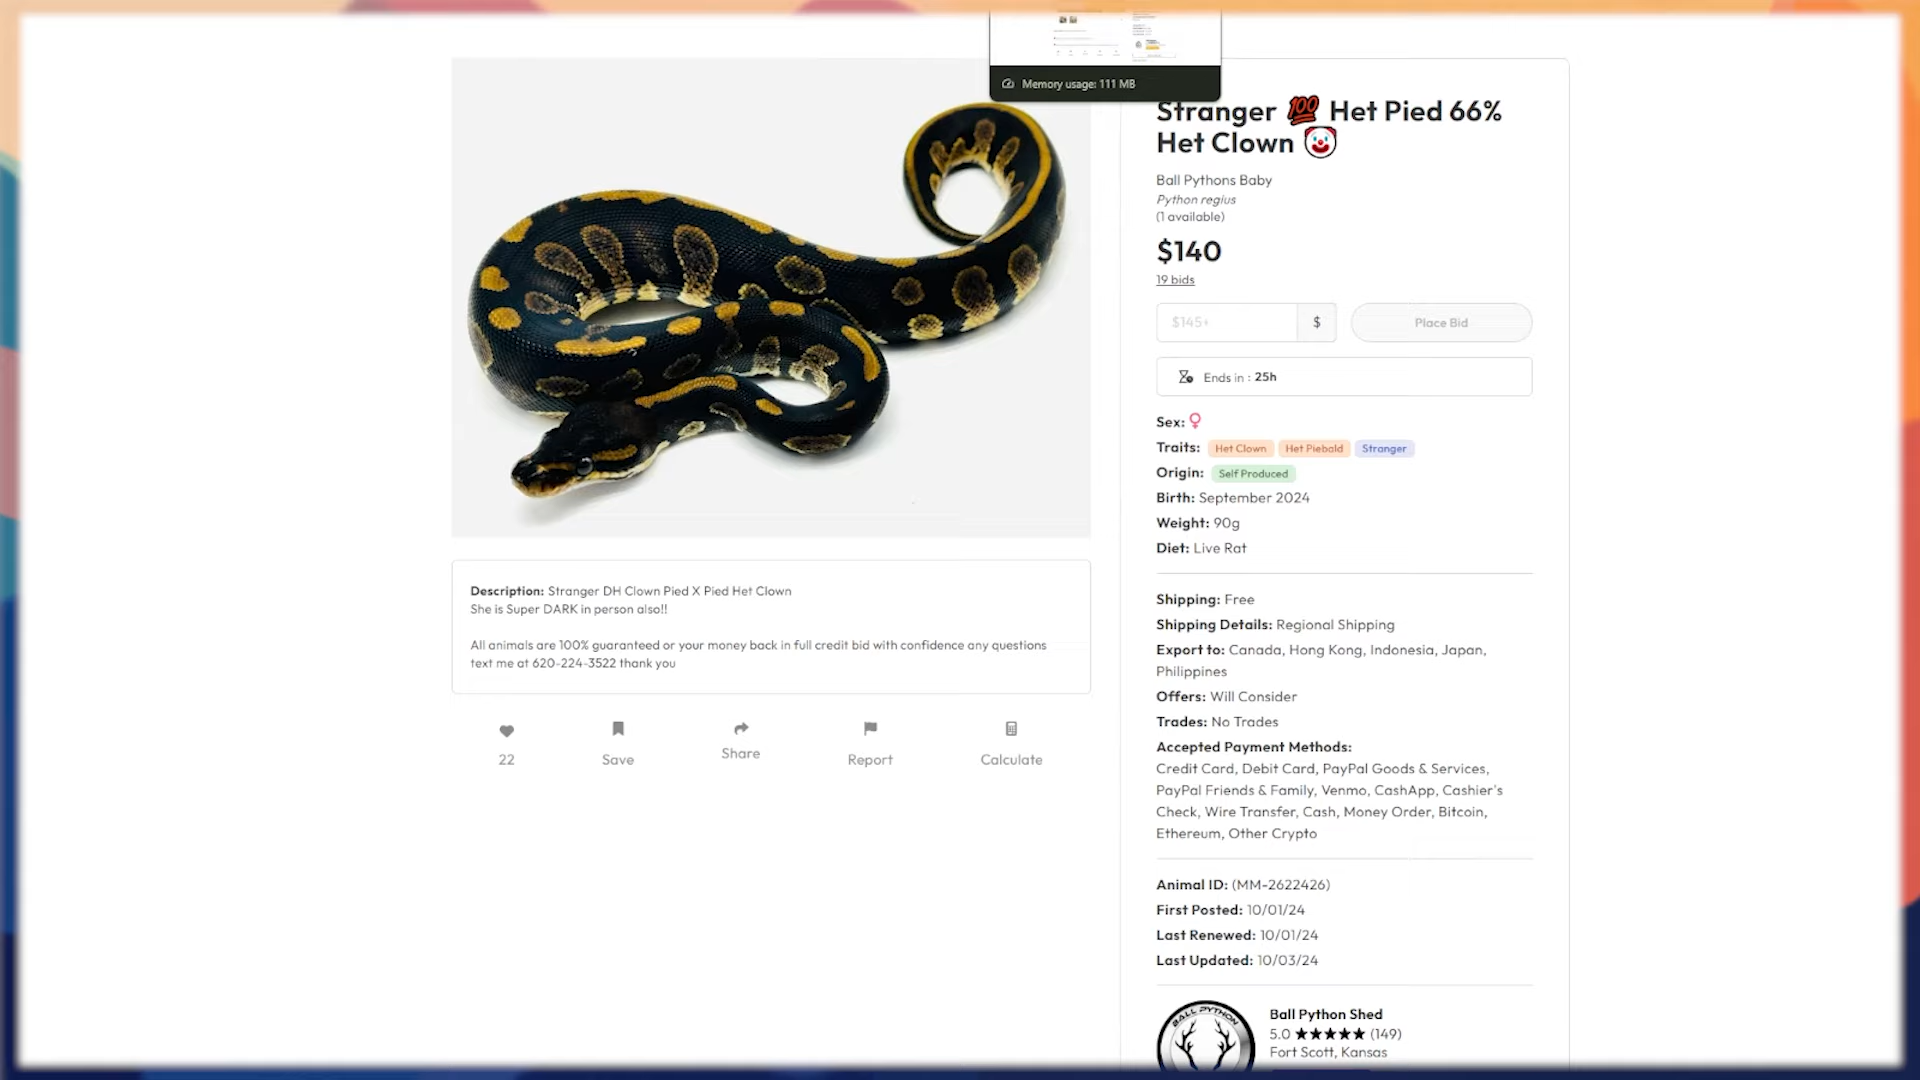 Memory usage: 111 MB
Stranger 💯 Het Pied 66%
Het Clown 🤡
Ball Pythons Baby
Python regius
(1 available)
$140
19 bids
$145+ $ Place Bid
Ends in : 25h
Sex: ♀
Traits: Het Clown Het Piebald Stranger
Origin: Self Produced
Birth: September 2024
Weight: 90g
Diet: Live Rat
Description: Stranger DH Clown Pied X Pied Het Clown
She is Super DARK in person also!!
All animals are 100% guaranteed or your money back in full credit bid with confidence any questions
text me at 620-224-3522 thank you
22 Save Share Report Calculate
Shipping: Free
Shipping Details: Regional Shipping
Export to: Canada, Hong Kong, Indonesia, Japan,
Philippines
Offers: Will Consider
Trades: No Trades
Accepted Payment Methods:
Credit Card, Debit Card, PayPal Goods & Services,
PayPal Friends & Family, Venmo, CashApp, Cashier's
Check, Wire Transfer, Cash, Money Order, Bitcoin,
Ethereum, Other Crypto
Animal ID: (MM-2622426)
First Posted: 10/01/24
Last Renewed: 10/01/24
Last Updated: 10/03/24
BALL PYTHON
Ball Python Shed
5.0 ★★★★★ (149)
Fort Scott, Kansas